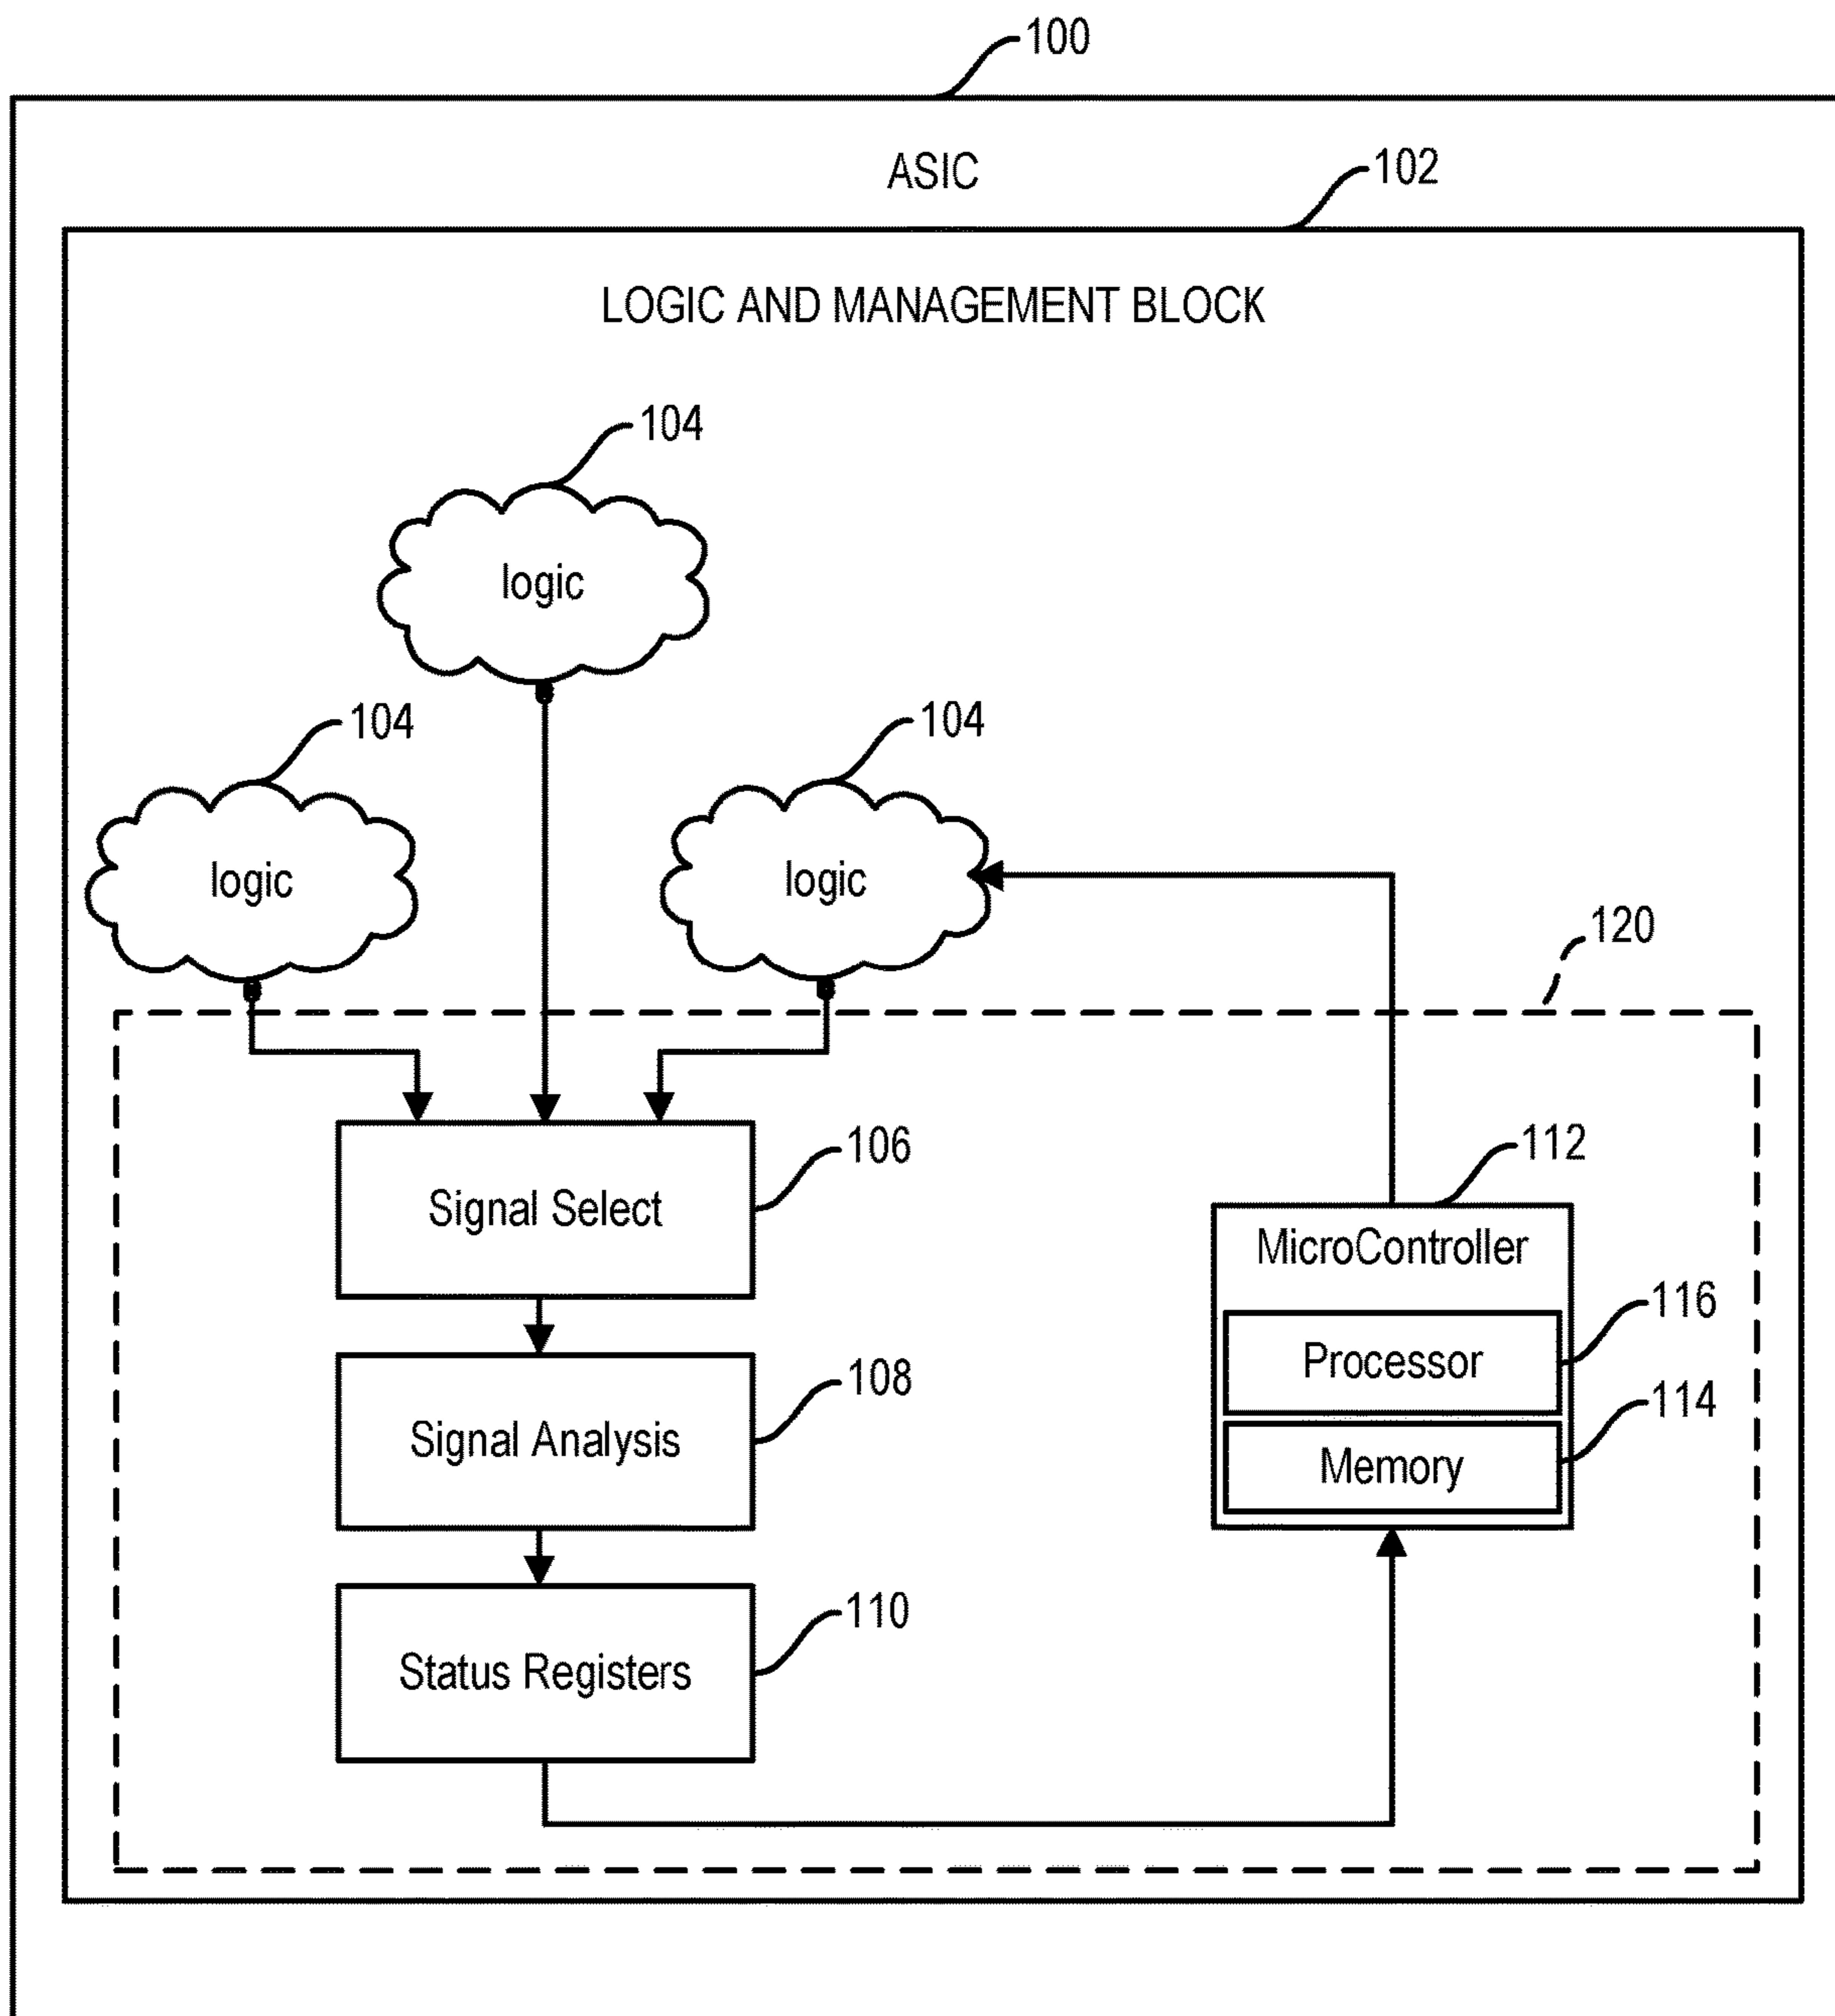 100
ASIC
102
LOGIC AND MANAGEMENT BLOCK
104
logic
104
104
logic
logic
120
106
Signal Select
112
MicroController
116
Processor
108
Signal Analysis
114
Memory
110
Status Registers